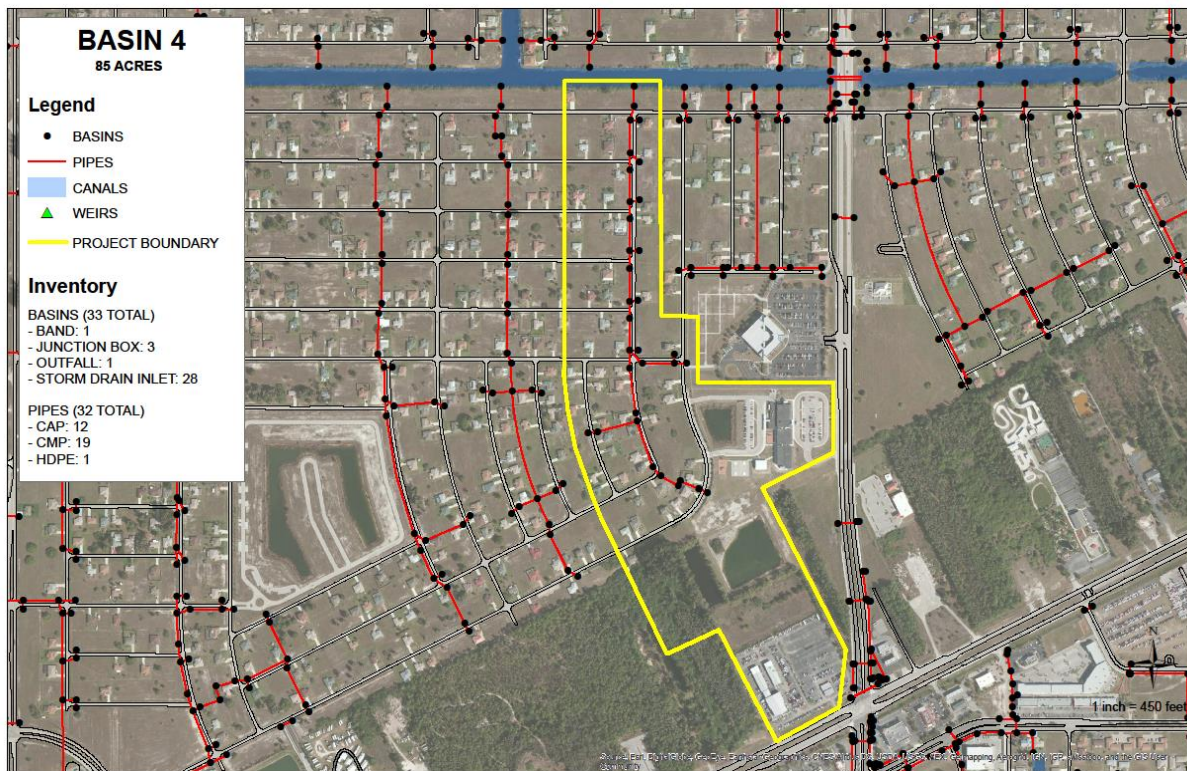 BASIN 4
85 ACRES
Legend
BASINS
PIPES
CANALS
WEIRS
PROJECT BOUNDARY
Inventory
BASINS (33 TOTAL)
- BAND: 1
- JUNCTION BOX: 3
- OUTFALL: 1
- STORM DRAIN INLET: 28
PIPES (32 TOTAL)
- CAP: 12
- CMP: 19
- HDPE: 1
N
1 inch = 450 feet